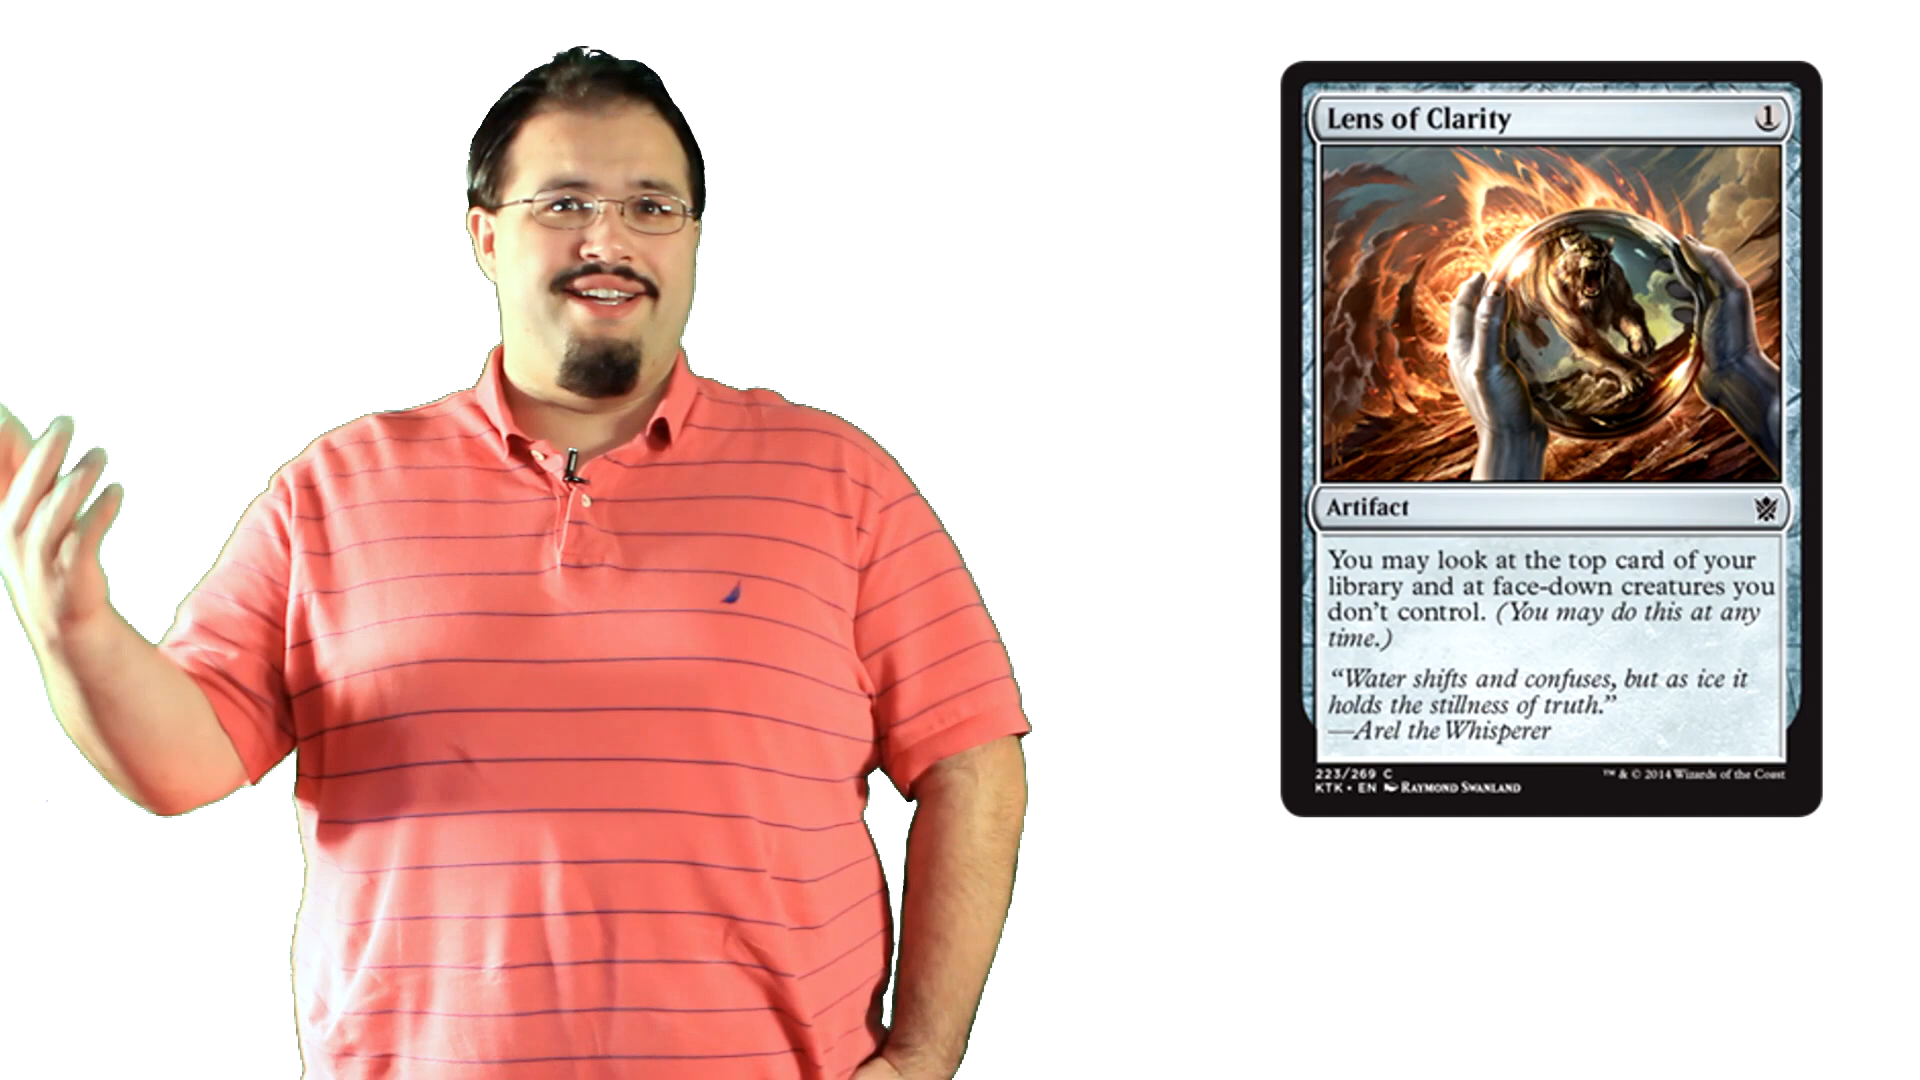 Lens of Clarity 1
Artifact
You may look at the top card of your
library and at face-down creatures you
don't control. (You may do this at any
time.)
“Water shifts and confuses, but as ice it
holds the stillness of truth.”
—Arel the Whisperer
223/269 C ™ & © 2014 Wizards of the Coast
KTK • EN Raymond Swanland